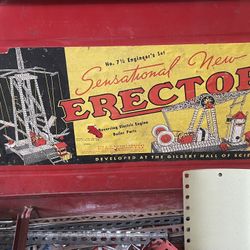 No. 7½ Engineer's Set
Sensational New
ERECTOR
Reversing Electric Engine
Boiler Parts
DEVELOPED AT THE GILBERT HALL OF SC